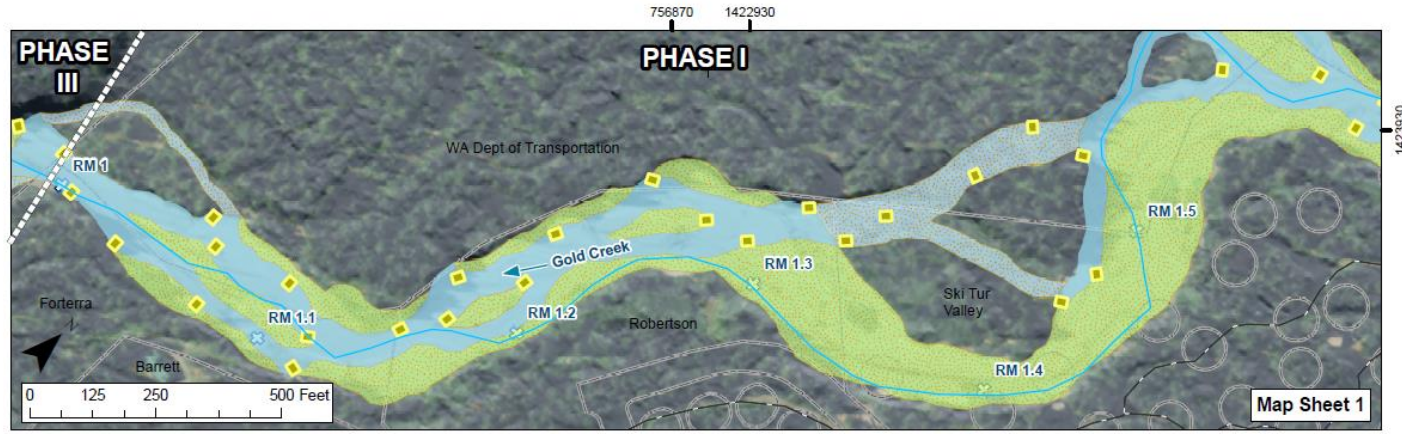 756870 1422930
PHASE
III
PHASE I
1423930
WA Dept of Transportation
RM 1
RM 1.5
Gold Creek
RM 1.3
Forterra
Ski Tur
Valley
RM 1.1
RM 1.2
Robertson
Barrett
RM 1.4
0 125 250 500 Feet
Map Sheet 1